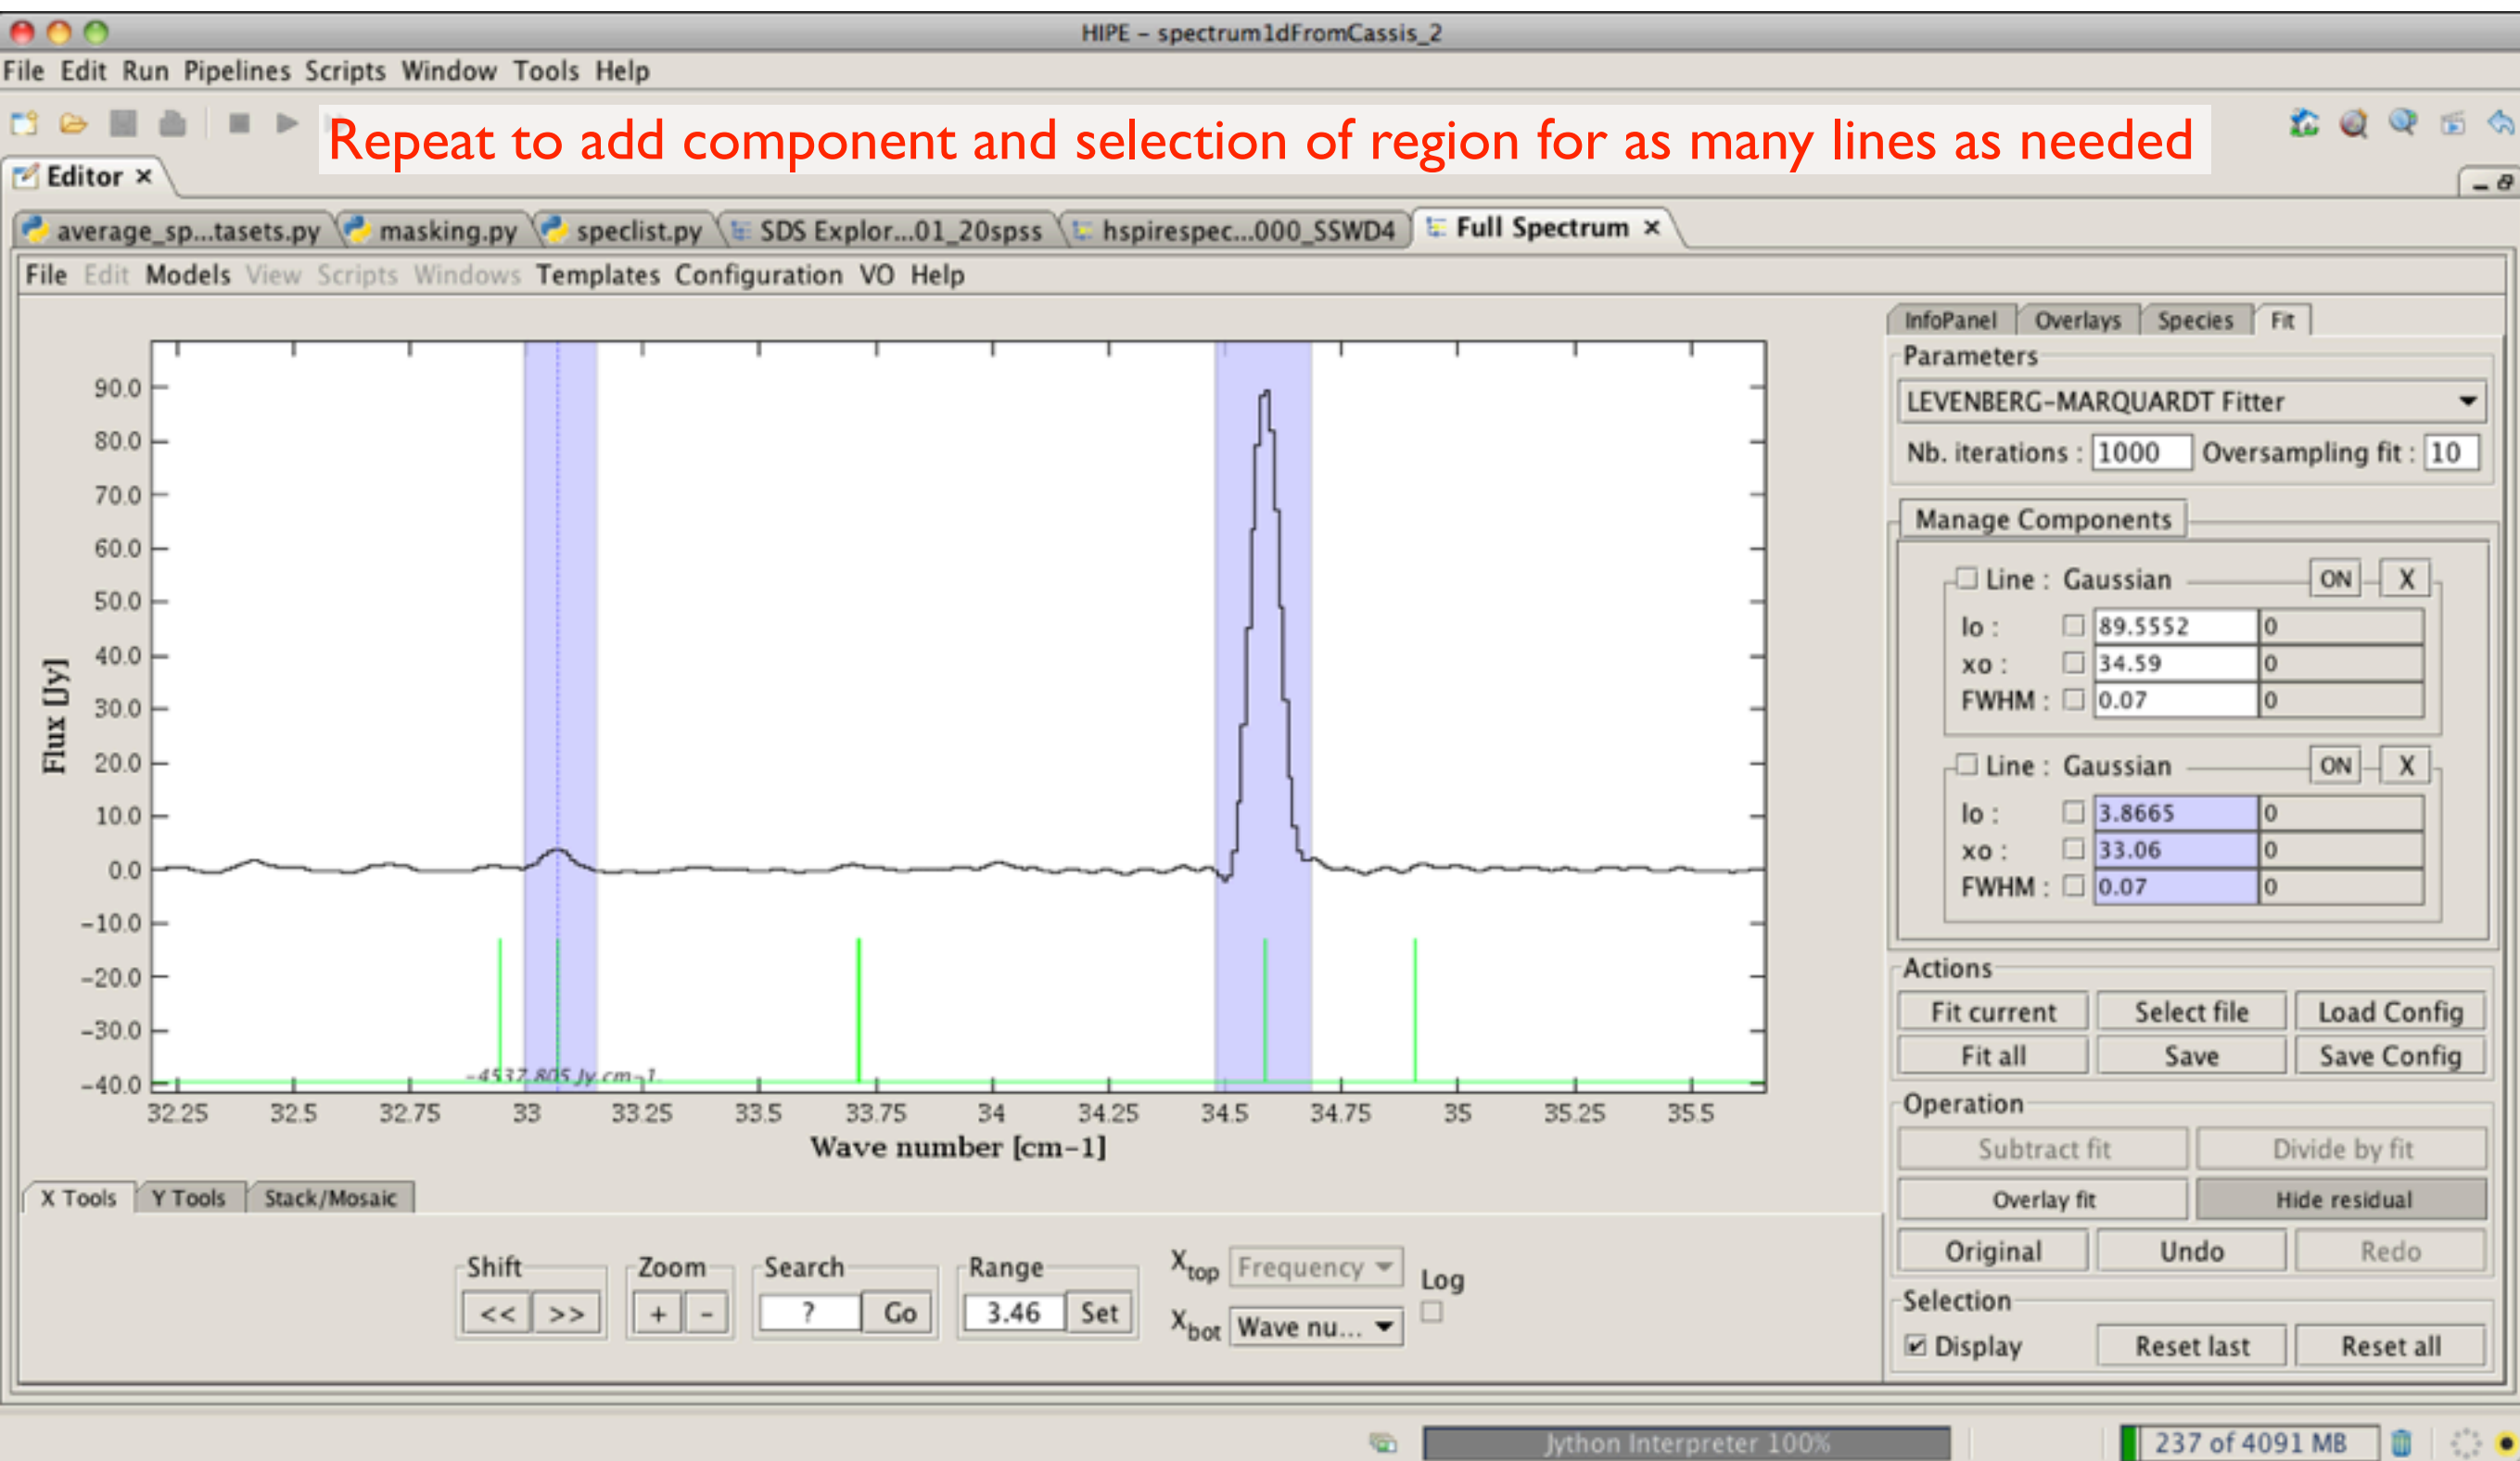 HIPE – spectrum1dFromCassis_2
File Edit Run Pipelines Scripts Window Tools Help
Repeat to add component and selection of region for as many lines as needed
Editor ×
average_sp...tasets.py masking.py speclist.py SDS Explor...01_20spss hspirespec...000_SSWD4 Full Spectrum ×
File Edit Models View Scripts Windows Templates Configuration VO Help
InfoPanel Overlays Species Fit
Parameters
LEVENBERG-MARQUARDT Fitter
Nb. iterations : 1000 Oversampling fit : 10
Manage Components
Line : Gaussian ON X
Io : 89.5552 0
xo : 34.59 0
FWHM : 0.07 0
Line : Gaussian ON X
Io : 3.8665 0
xo : 33.06 0
FWHM : 0.07 0
Actions
Fit current Select file Load Config
Fit all Save Save Config
Operation
Subtract fit Divide by fit
Overlay fit Hide residual
Original Undo Redo
Selection
Display Reset last Reset all
Flux [Jy]
90.0
80.0
70.0
60.0
50.0
40.0
30.0
20.0
10.0
0.0
-10.0
-20.0
-30.0
-40.0
-4537.805 Jy.cm-1.
32.25 32.5 32.75 33 33.25 33.5 33.75 34 34.25 34.5 34.75 35 35.25 35.5
Wave number [cm-1]
X Tools Y Tools Stack/Mosaic
Shift Zoom Search Range Xtop Frequency Log
<< >> + - ? Go 3.46 Set Xbot Wave nu...
Jython Interpreter 100% 237 of 4091 MB